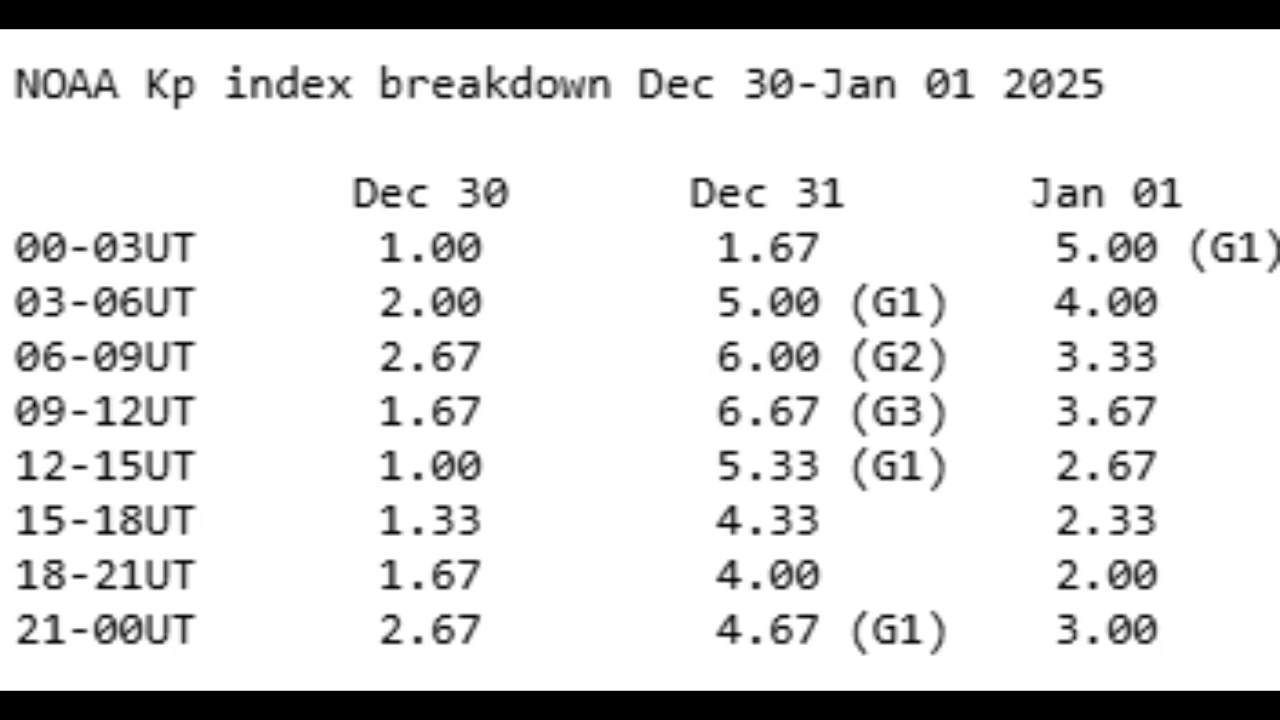 NOAA Kp index breakdown Dec 30-Jan 01 2025
Dec 30 Dec 31 Jan 01
00-03UT 1.00 1.67 5.00 (G1)
03-06UT 2.00 5.00 (G1) 4.00
06-09UT 2.67 6.00 (G2) 3.33
09-12UT 1.67 6.67 (G3) 3.67
12-15UT 1.00 5.33 (G1) 2.67
15-18UT 1.33 4.33 2.33
18-21UT 1.67 4.00 2.00
21-00UT 2.67 4.67 (G1) 3.00